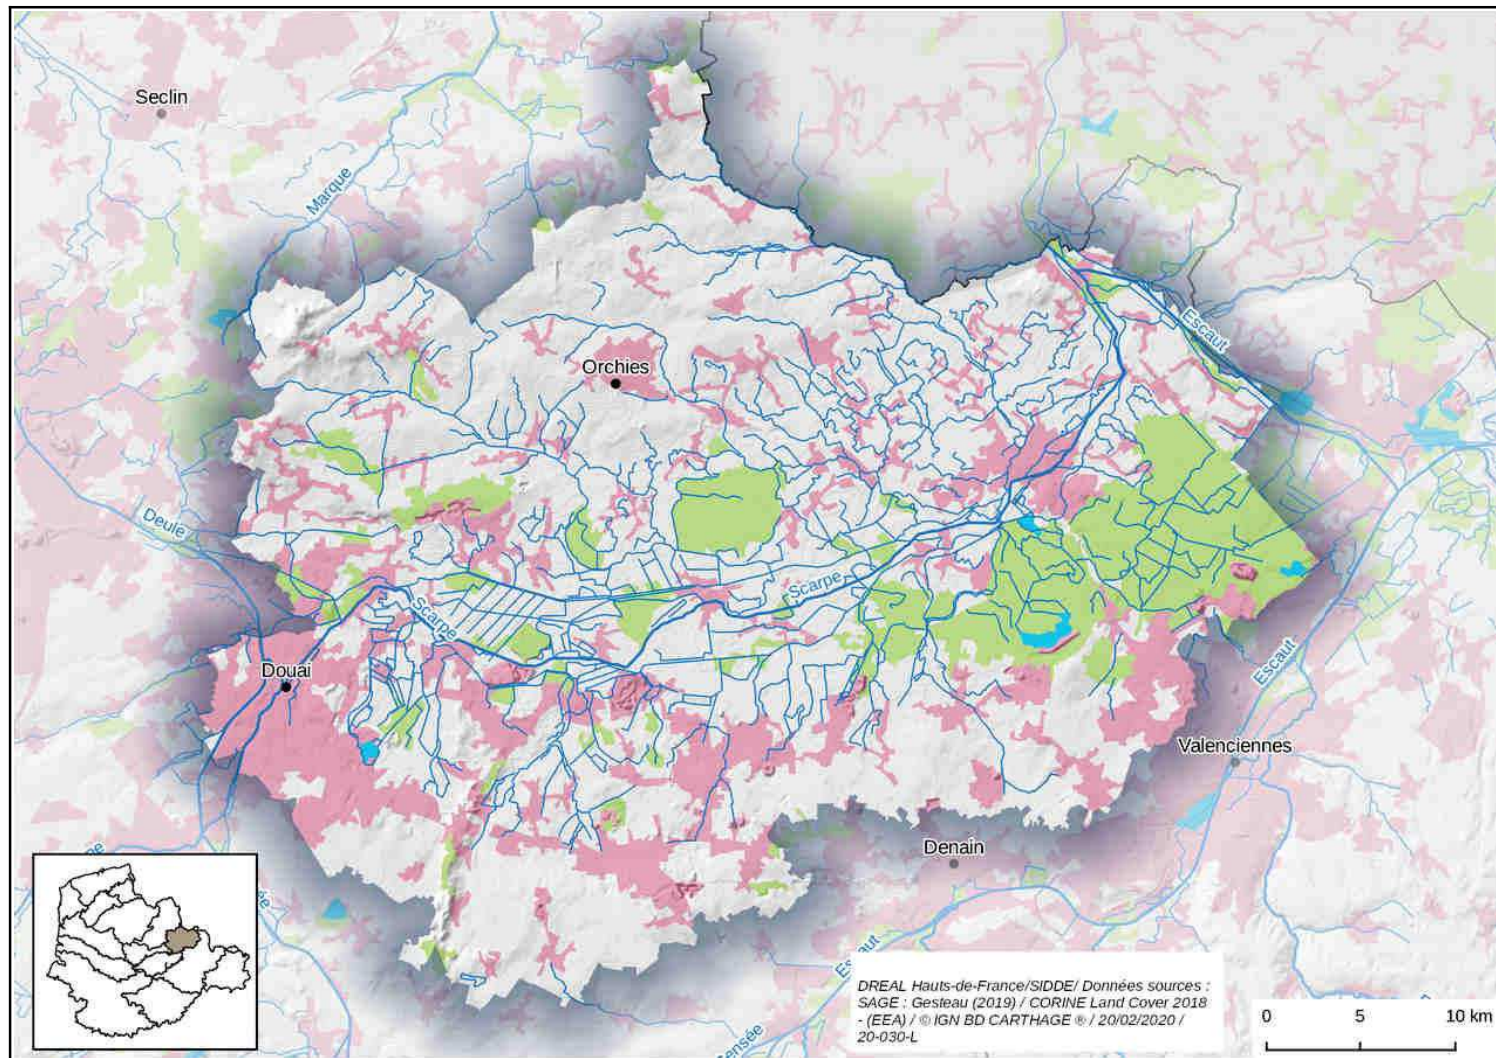 Seclin
Marque
Orchies
Escaut
Deule
Scarpe
Scarpe
Douai
Escaut
Valenciennes
Denain
DREAL Hauts-de-France/SIDDE/ Données sources :
SAGE : Gesteau (2019) / CORINE Land Cover 2018
- (EEA) / © IGN BD CARTHAGE ® / 20/02/2020 /
20-030-L
0 5 10 km